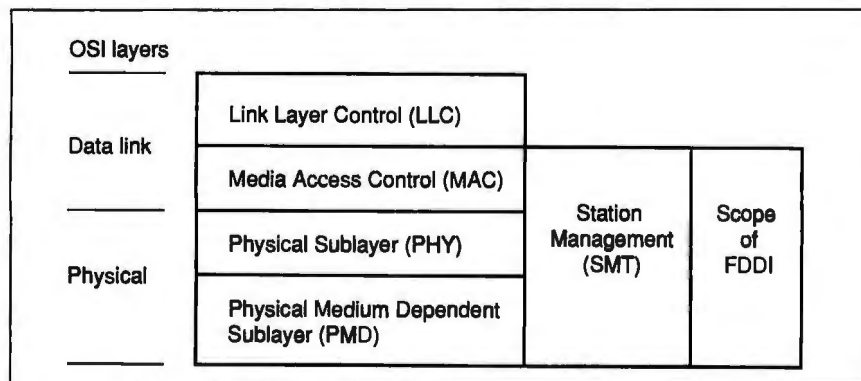 OSI layers
Data link
Physical
Link Layer Control (LLC)
Media Access Control (MAC)
Physical Sublayer (PHY)
Physical Medium Dependent
Sublayer (PMD)
Station
Management
(SMT)
Scope
of
FDDI